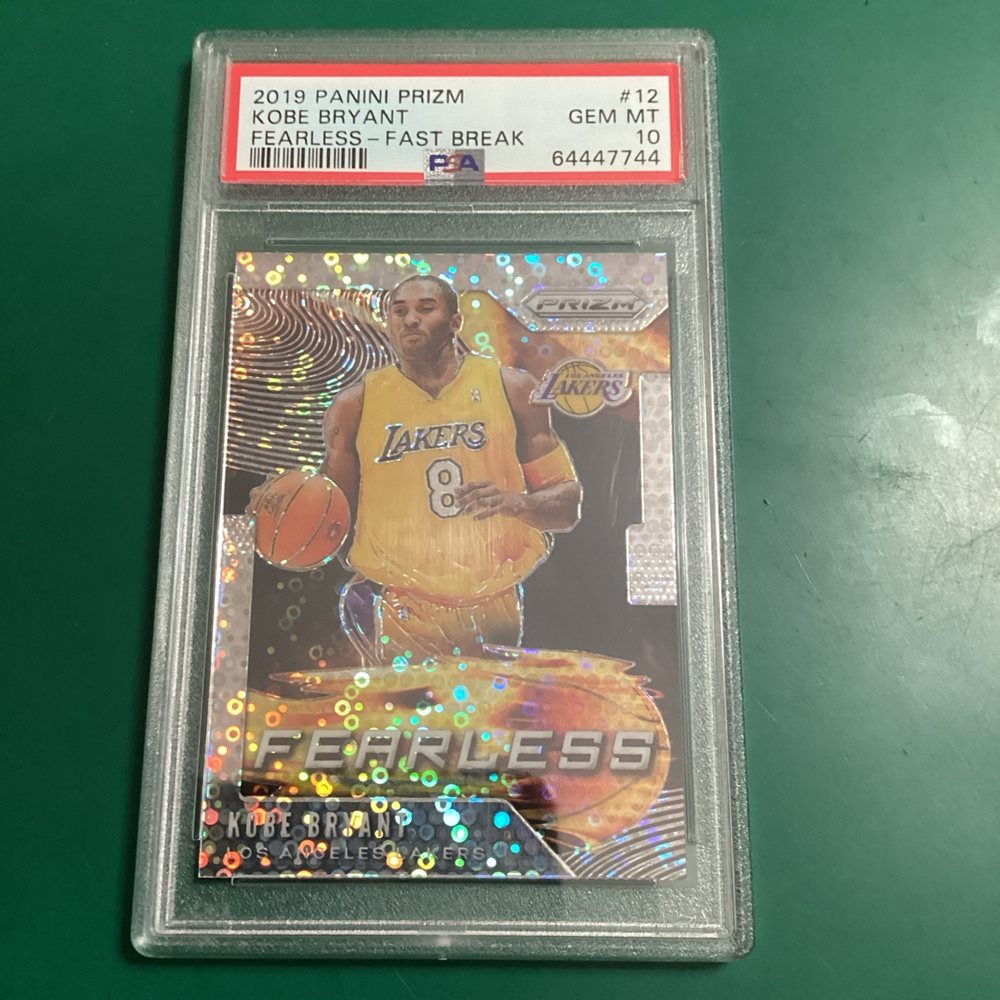 2019 PANINI PRIZM #12
KOBE BRYANT GEM MT
FEARLESS - FAST BREAK 10
PSA 64447744
PRIZM
LOS ANGELES
LAKERS
LAKERS
8
FEARLESS
KOBE BRYANT
LOS ANGELES LAKERS